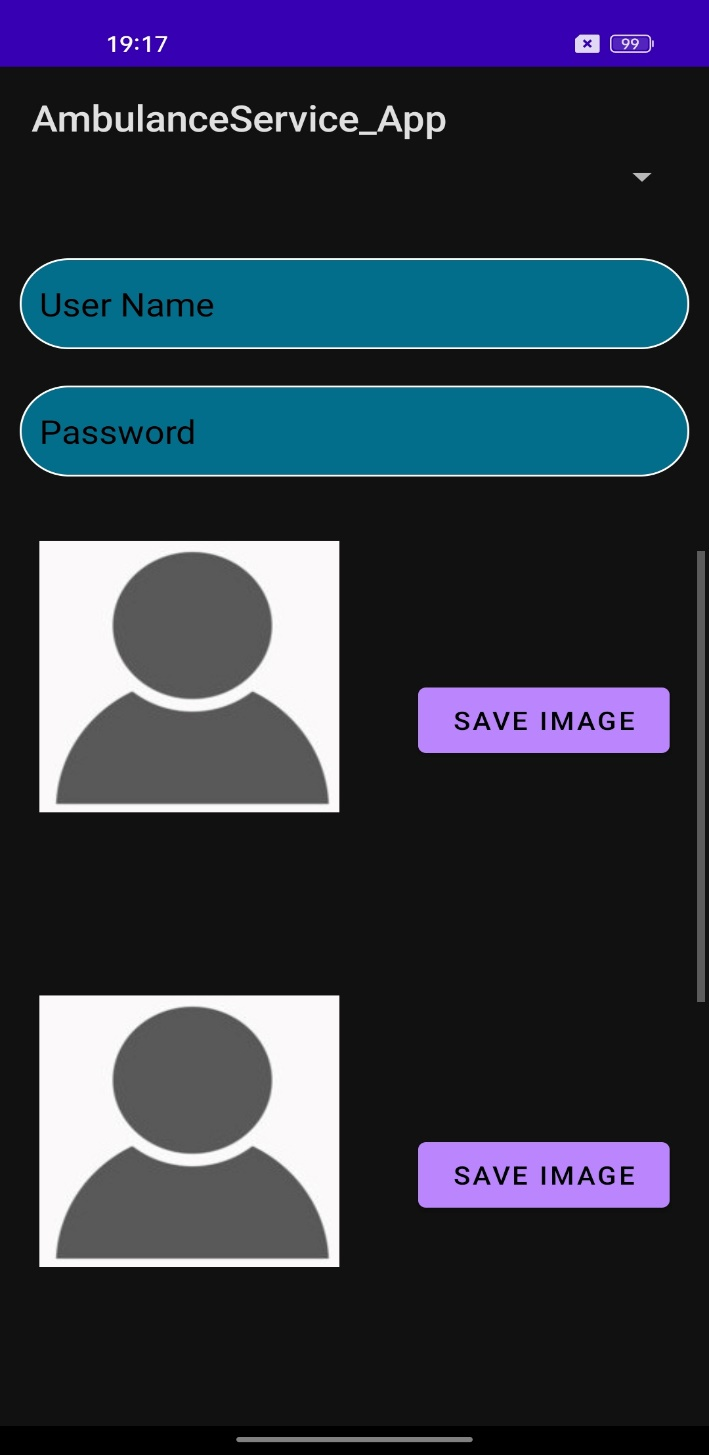 19:17
99
AmbulanceService_App
User Name
Password
SAVE IMAGE
SAVE IMAGE